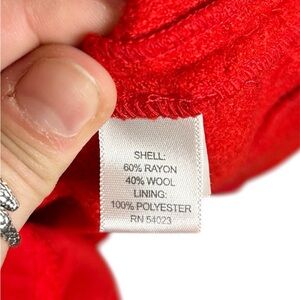 SHELL:
60% RAYON
40% WOOL
LINING:
100% POLYESTER
RN 54023